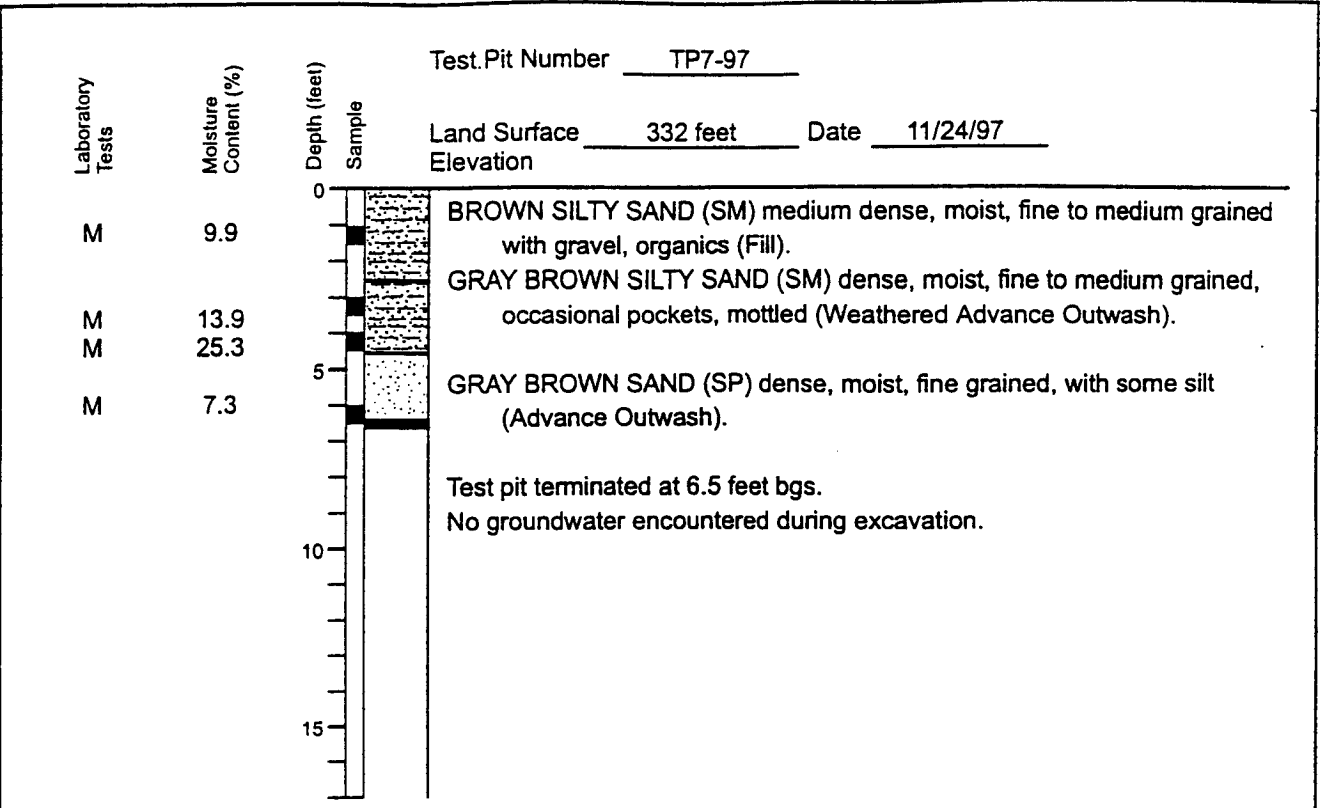 Test.Pit Number TP7-97
Laboratory Tests
Moisture Content (%)
Depth (feet)
Sample
Land Surface Elevation 332 feet Date 11/24/97
0
BROWN SILTY SAND (SM) medium dense, moist, fine to medium grained
with gravel, organics (Fill).
M 9.9
GRAY BROWN SILTY SAND (SM) dense, moist, fine to medium grained,
occasional pockets, mottled (Weathered Advance Outwash).
M 13.9
M 25.3
5
GRAY BROWN SAND (SP) dense, moist, fine grained, with some silt
(Advance Outwash).
M 7.3
Test pit terminated at 6.5 feet bgs.
No groundwater encountered during excavation.
10
15